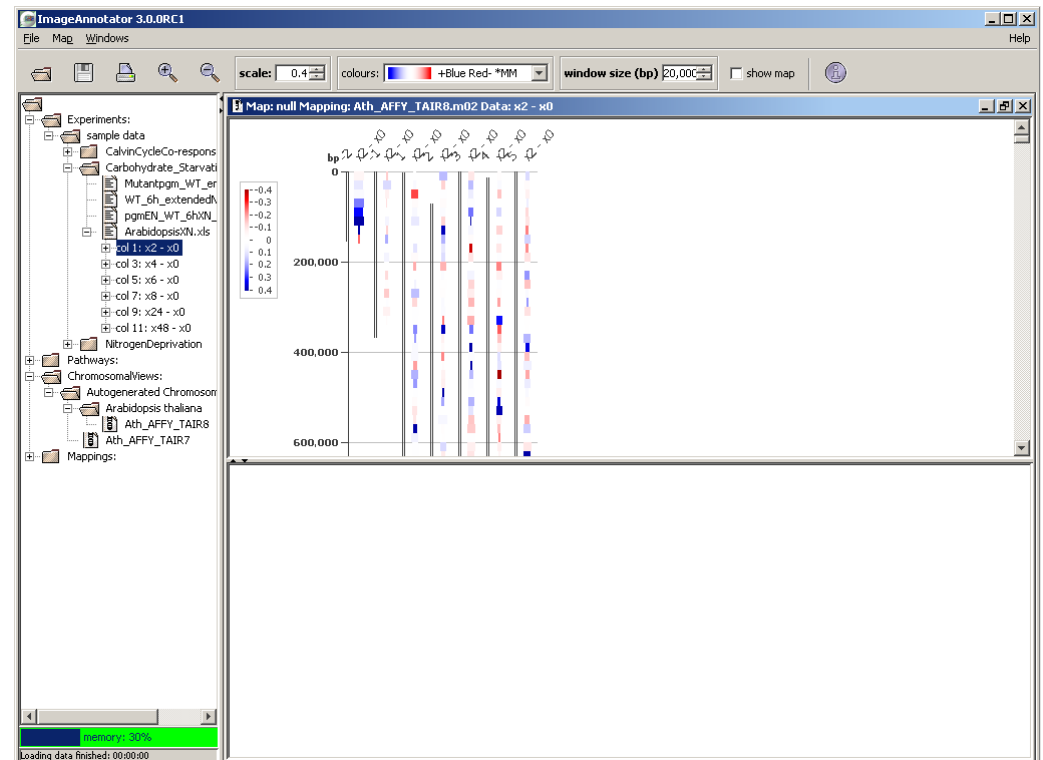 ImageAnnotator 3.0.0RC1
File Map Windows Help
scale: 0.4 colours: +Blue Red- *MM window size (bp) 20,000 show map
Map: null Mapping: Ath_AFFY_TAIR8.m02 Data: x2 - x0
Experiments:
sample data
CalvinCycleCo-respons
Carbohydrate_Starvati
Mutantpgm_WT_er
WT_6h_extendedN
pgmEN_WT_6hXN_
ArabidopsisXN.xls
col 1: x2 - x0
col 3: x4 - x0
col 5: x6 - x0
col 7: x8 - x0
col 9: x24 - x0
col 11: x48 - x0
NitrogenDeprivation
Pathways:
ChromosomalViews:
Autogenerated Chromosom
Arabidopsis thaliana
Ath_AFFY_TAIR8
Ath_AFFY_TAIR7
Mappings:
memory: 30%
Loading data finished: 00:00:00
bp
-0.4
-0.3
-0.2
-0.1
0
0.1
0.2
0.3
0.4
0
200,000
400,000
600,000